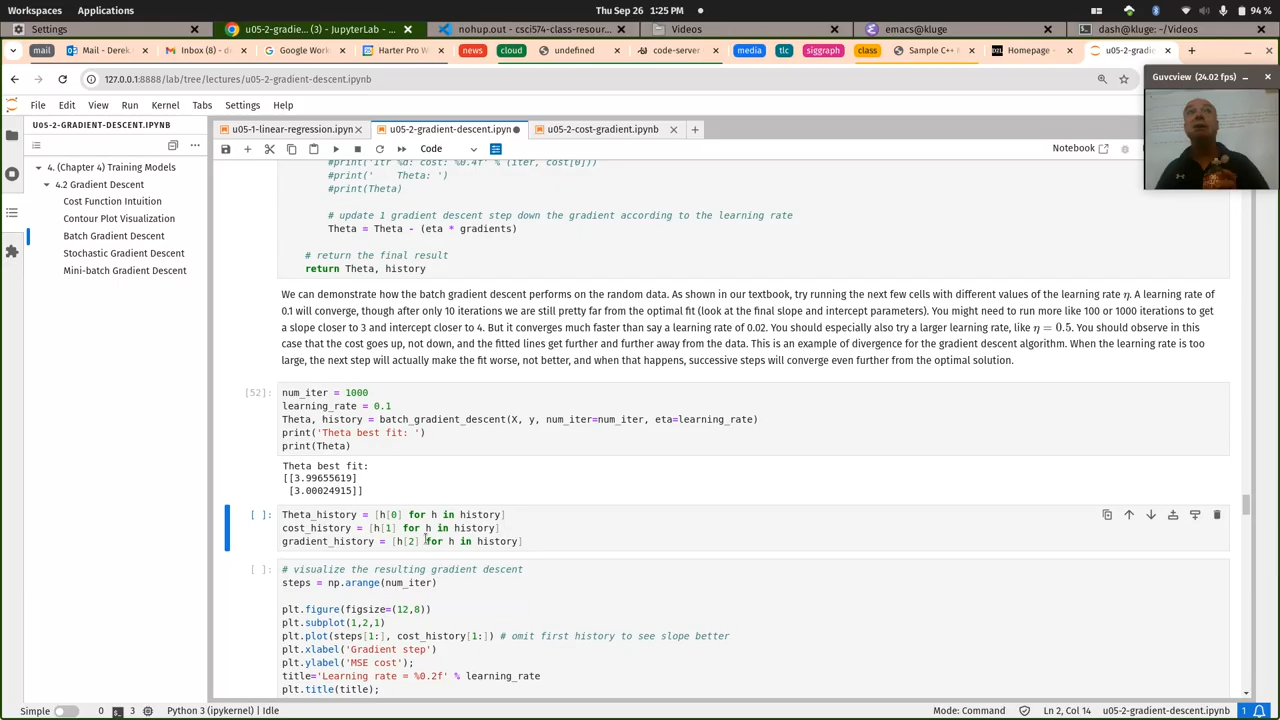 Workspaces Applications Thu Sep 26 1:25 PM 94 %
Settings u05-2-gradie... (3) - JupyterLab - ... nohup.out - csci574-class-resour... Videos emacs@kluge dash@kluge: ~/Videos
mail Mail - Derek. Inbox (8) - d Google Work Harter Pro W news cloud undefined code-server media tlc siggraph class Sample C++ A Homepage - u05-2-gradi
127.0.0.1:8888/lab/tree/lectures/u05-2-gradient-descent.ipynb
Guvcview (24.02 fps)
File Edit View Run Kernel Tabs Settings Help
U05-2-GRADIENT-DESCENT.IPYNB
4. (Chapter 4) Training Models
4.2 Gradient Descent
Cost Function Intuition
Contour Plot Visualization
Batch Gradient Descent
Stochastic Gradient Descent
Mini-batch Gradient Descent
u05-1-linear-regression.ipyn u05-2-gradient-descent.ipyn u05-2-cost-gradient.ipynb
Code Notebook
#print('Itr %d: cost: %0.4f' % (iter, cost[0]))
#print(' Theta: ')
#print(Theta)
# update 1 gradient descent step down the gradient according to the learning rate
Theta = Theta - (eta * gradients)
# return the final result
return Theta, history
We can demonstrate how the batch gradient descent performs on the random data. As shown in our textbook, try running the next few cells with different values of the learning rate η. A learning rate of
0.1 will converge, though after only 10 iterations we are still pretty far from the optimal fit (look at the final slope and intercept parameters). You might need to run more like 100 or 1000 iterations to get
a slope closer to 3 and intercept closer to 4. But it converges much faster than say a learning rate of 0.02. You should especially also try a larger learning rate, like η = 0.5. You should observe in this
case that the cost goes up, not down, and the fitted lines get further and further away from the data. This is an example of divergence for the gradient descent algorithm. When the learning rate is too
large, the next step will actually make the fit worse, not better, and when that happens, successive steps will converge even further from the optimal solution.
[52]: num_iter = 1000
learning_rate = 0.1
Theta, history = batch_gradient_descent(X, y, num_iter=num_iter, eta=learning_rate)
print('Theta best fit: ')
print(Theta)
Theta best fit:
[[3.99655619]
[3.00024915]]
[ ]: Theta_history = [h[0] for h in history]
cost_history = [h[1] for h in history]
gradient_history = [h[2] for h in history]
[ ]: # visualize the resulting gradient descent
steps = np.arange(num_iter)
plt.figure(figsize=(12,8))
plt.subplot(1,2,1)
plt.plot(steps[1:], cost_history[1:]) # omit first history to see slope better
plt.xlabel('Gradient step')
plt.ylabel('MSE cost');
title='Learning rate = %0.2f' % learning_rate
plt.title(title);
Simple 0 3 Python 3 (ipykernel) | Idle Mode: Command Ln 2, Col 14 u05-2-gradient-descent.ipynb 1